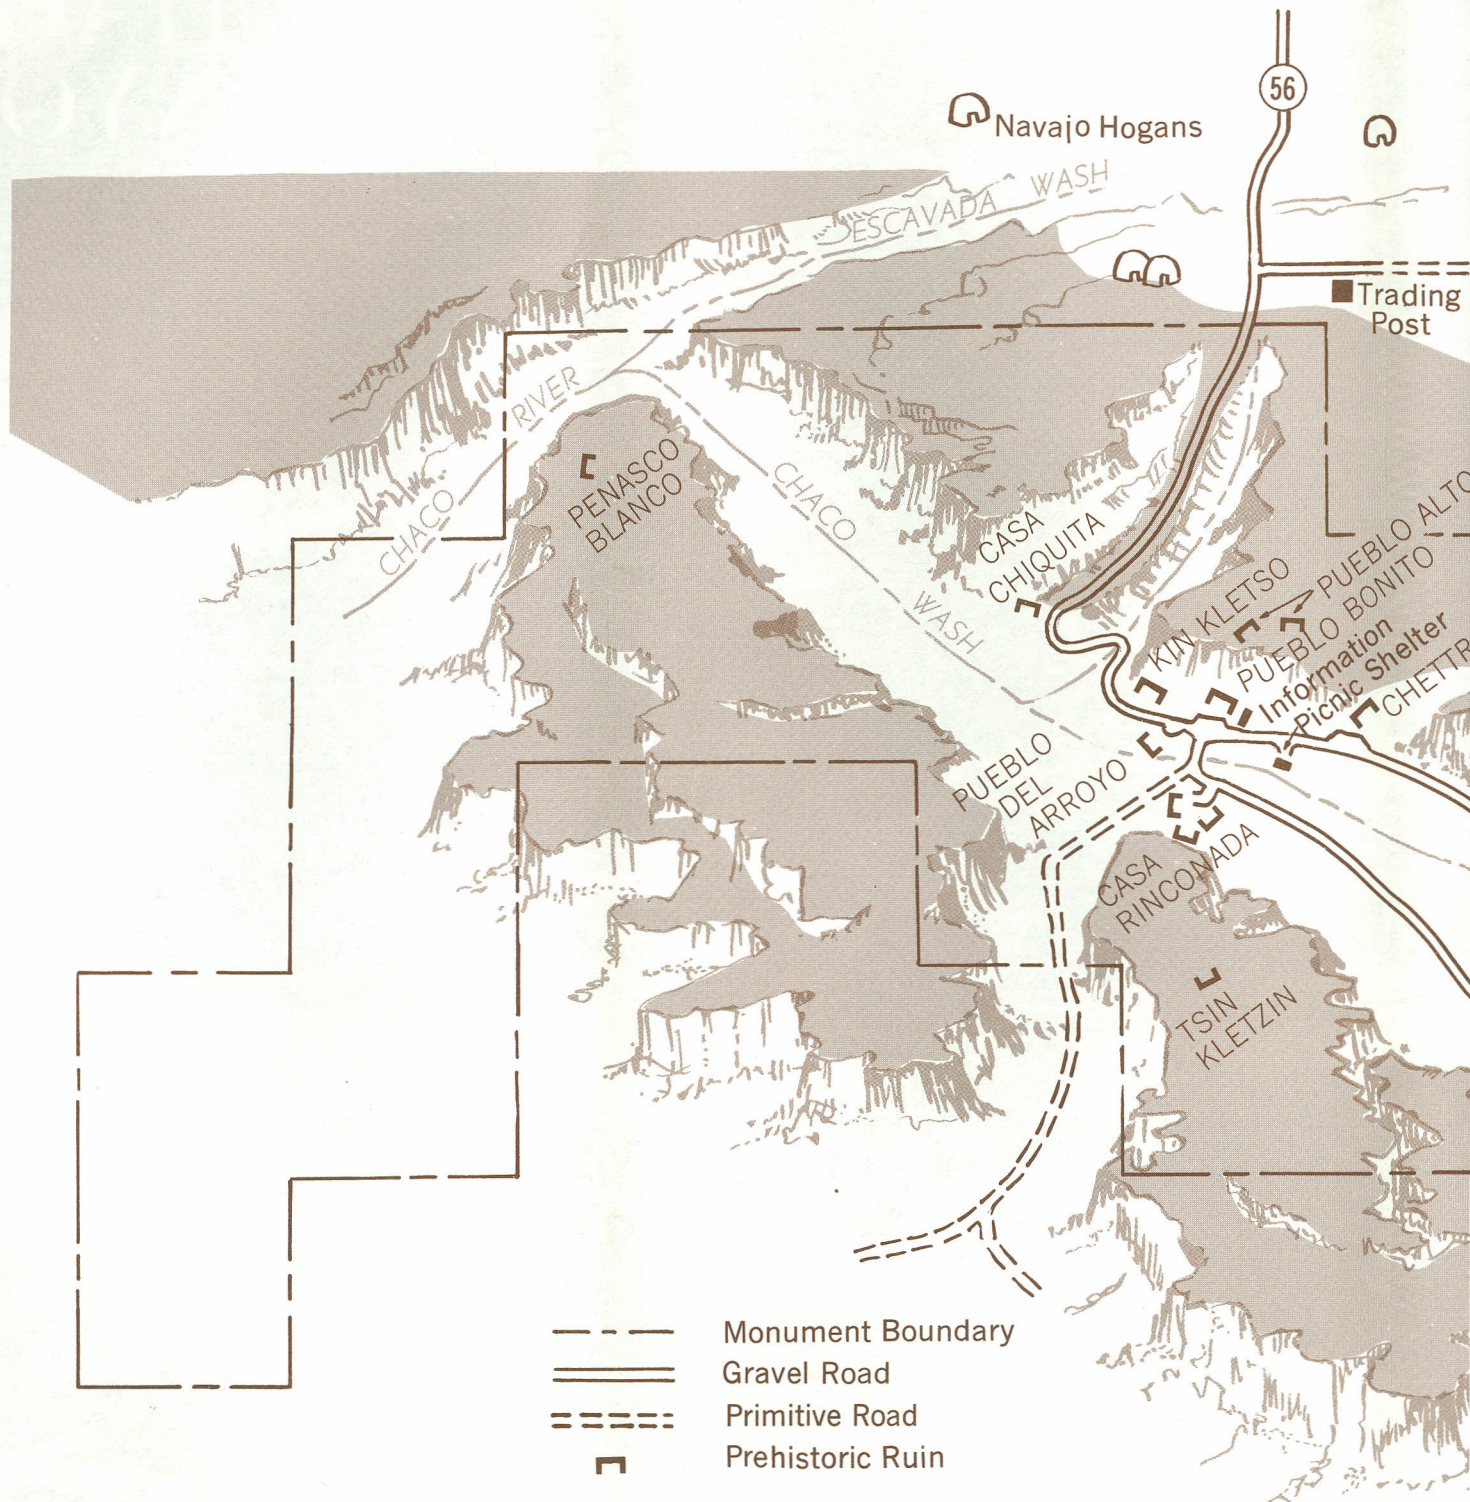 56
Navajo Hogans
ESCAVADA WASH
Trading
Post
CHACO RIVER
PENASCO
BLANCO
CHACO WASH
CASA
CHIQUITA
KIN KLETSO
PUEBLO ALTO
PUEBLO BONITO
Information
Picnic Shelter
CHETTR
PUEBLO
DEL
ARROYO
CASA
RINCONADA
TSIN
KLETZIN
Monument Boundary
Gravel Road
Primitive Road
Prehistoric Ruin